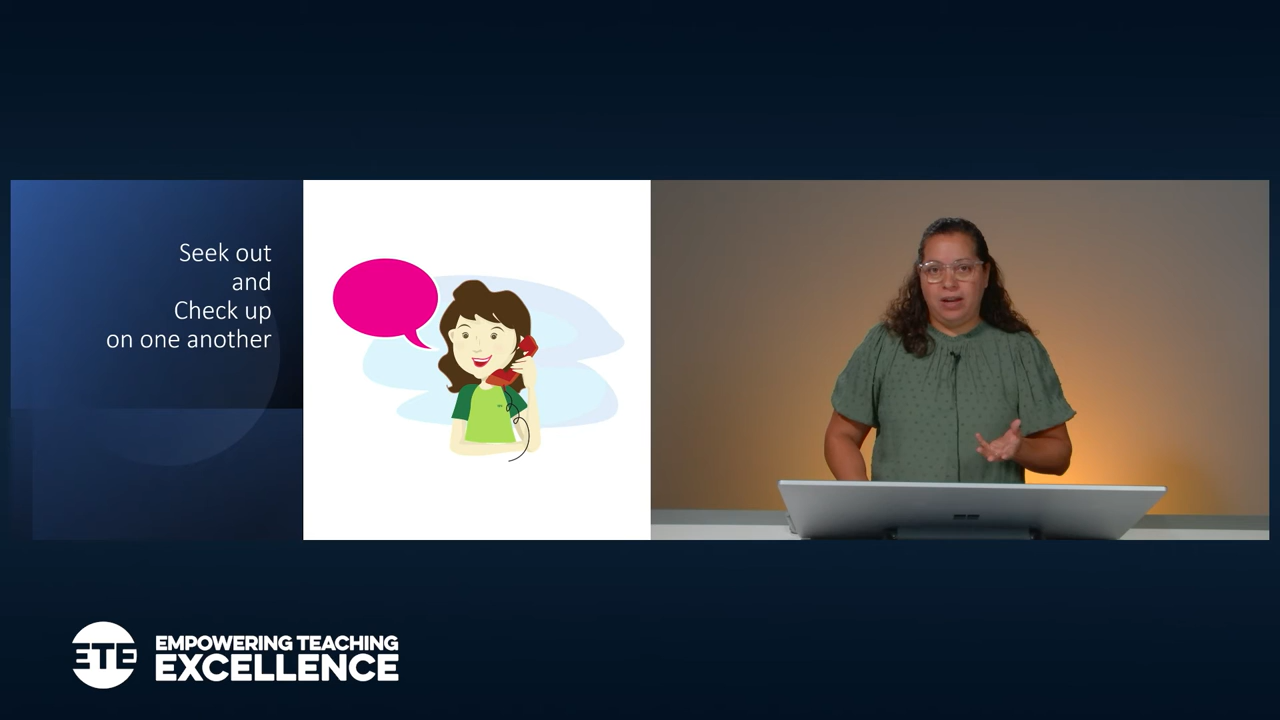 Seek out
and
Check up
on one another
ETE
EMPOWERING TEACHING
EXCELLENCE